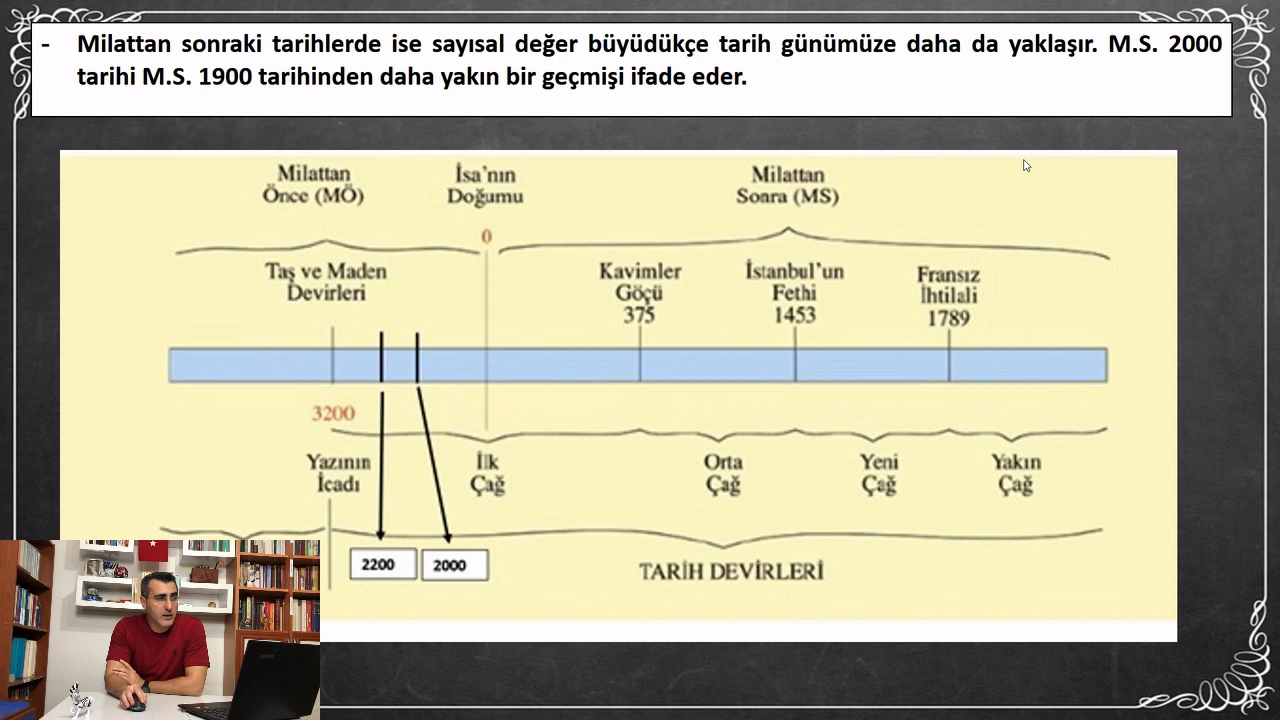 - Milattan sonraki tarihlerde ise sayısal değer büyüdükçe tarih günümüze daha da yaklaşır. M.S. 2000
tarihi M.S. 1900 tarihinden daha yakın bir geçmişi ifade eder.
Milattan
Önce (MÖ)
İsa'nın
Doğumu
Milattan
Sonra (MS)
0
Taş ve Maden
Devirleri
Kavimler
Göçü
375
İstanbul'un
Fethi
1453
Fransız
İhtilali
1789
3200
Yazının
İcadı
İlk
Çağ
Orta
Çağ
Yeni
Çağ
Yakın
Çağ
2200
2000
TARİH DEVİRLERİ